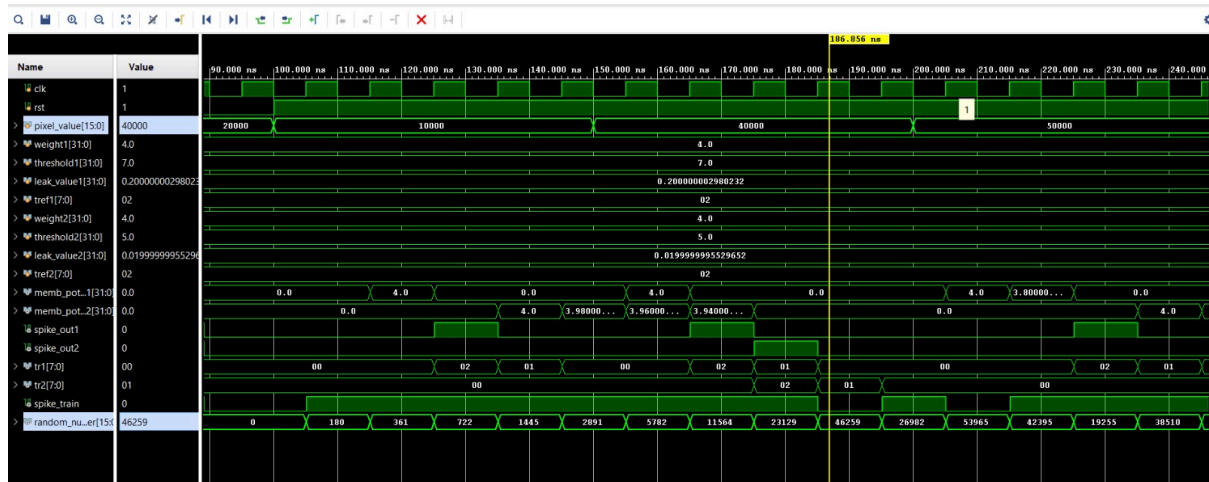 186.856 ns
Name Value
90.000 ns 100.000 ns 110.000 ns 120.000 ns 130.000 ns 140.000 ns 150.000 ns 160.000 ns 170.000 ns 180.000 190.000 ns 200.000 ns 210.000 ns 220.000 ns 230.000 ns 240.000
clk 1
rst 1 1
pixel_value[15:0] 40000 20000 10000 40000 50000
weight1[31:0] 4.0 4.0
threshold1[31:0] 7.0 7.0
leak_value1[31:0] 0.2000000029802 0.200000002980232
tref1[7:0] 02 02
weight2[31:0] 4.0 4.0
threshold2[31:0] 5.0 5.0
leak_value2[31:0] 0.0199999995529 0.0199999995529652
tref2[7:0] 02 02
memb_pot...1[31:0] 0.0 0.0 4.0 0.0 4.0 0.0 4.0 3.80000... 0.0
memb_pot...2[31:0] 0.0 0.0 4.0 3.98000... 3.96000... 3.94000... 0.0 4.0
spike_out1 0
spike_out2 0
tr1[7:0] 00 00 02 01 00 02 01 00 02 01
tr2[7:0] 01 00 02 01 00
spike_train 0
random_nu...er[15:0 46259 0 180 361 722 1445 2891 5782 11564 23129 46259 26982 53965 42395 19255 38510